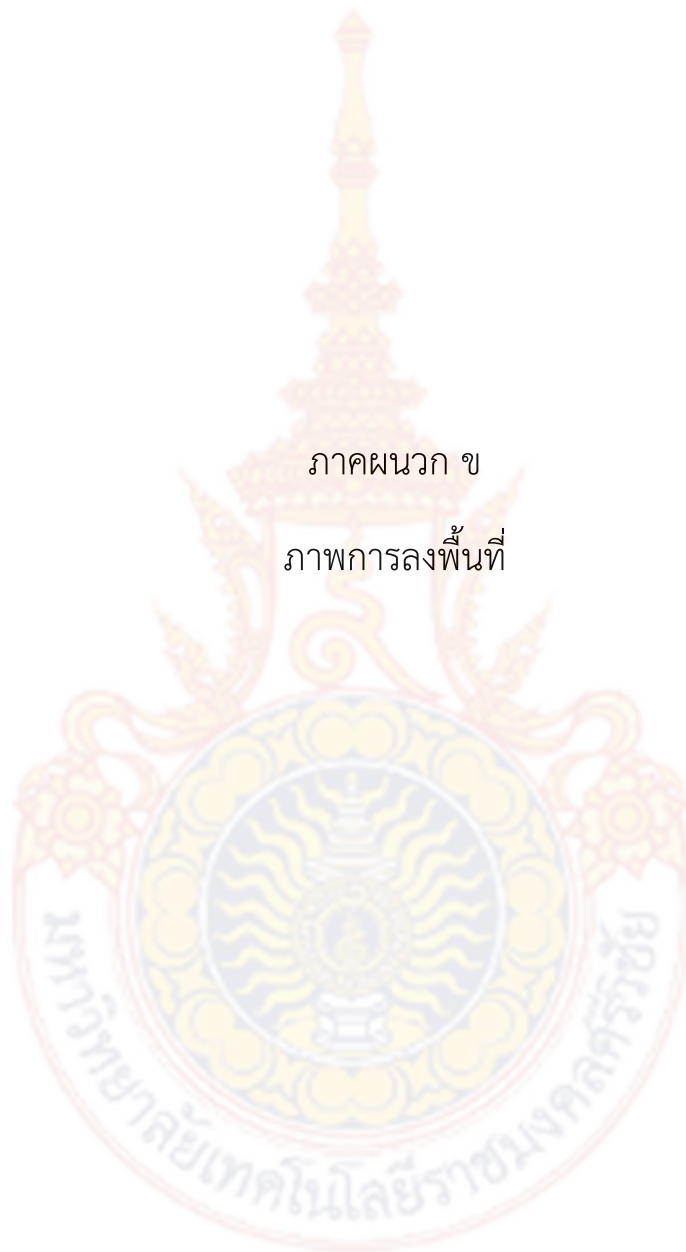 ภาคผนวก ข
ภาพการลงพื้นที่
มหาวิทยาลัยเทคโนโลยีราชมงคลศรีวิชัย